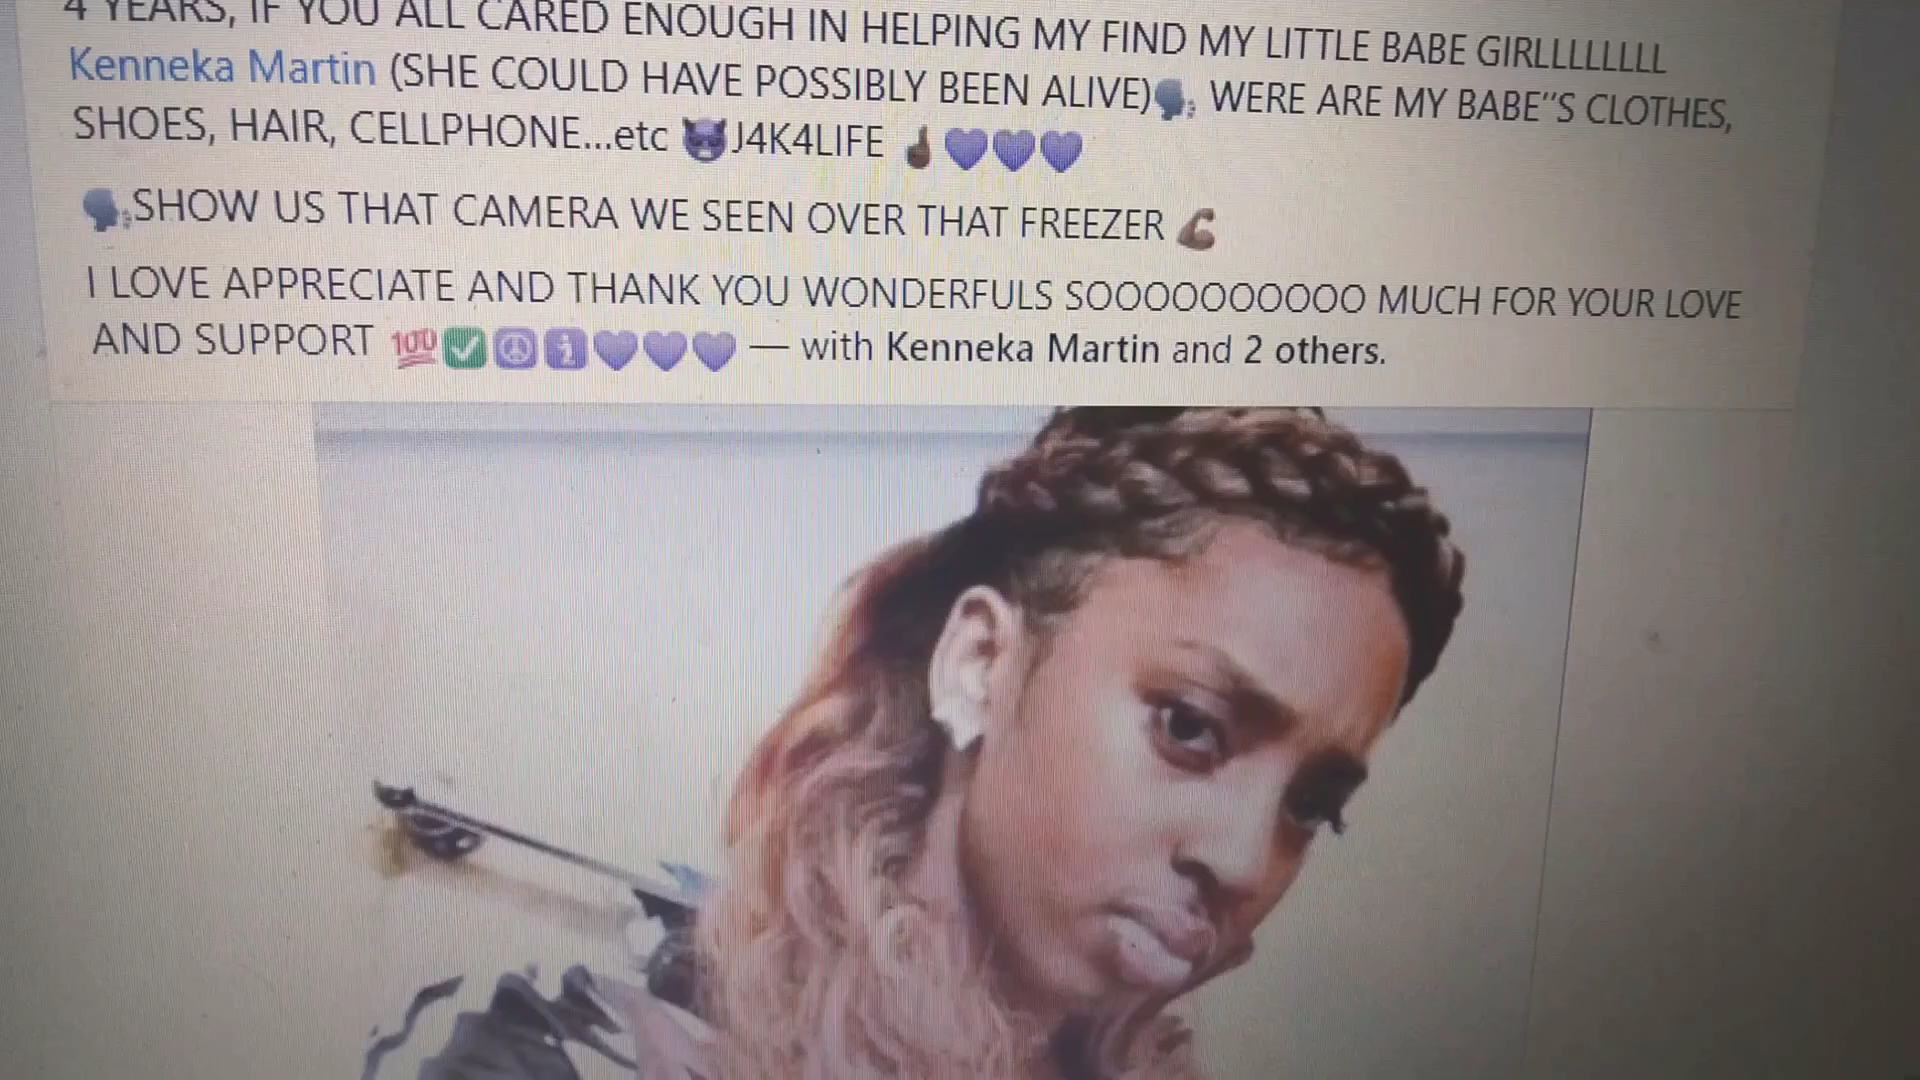 4 YEARS, IF YOU ALL CARED ENOUGH IN HELPING MY FIND MY LITTLE BABE GIRLLLLLLLL
Kenneka Martin (SHE COULD HAVE POSSIBLY BEEN ALIVE)🗣️ WERE ARE MY BABE"S CLOTHES,
SHOES, HAIR, CELLPHONE...etc 😈J4K4LIFE ☝🏿💜💜💜
🗣️SHOW US THAT CAMERA WE SEEN OVER THAT FREEZER 💪🏾
I LOVE APPRECIATE AND THANK YOU WONDERFULS SOOOOOOOOOO MUCH FOR YOUR LOVE
AND SUPPORT 💯✅☮️ℹ️💜💜💜 — with Kenneka Martin and 2 others.